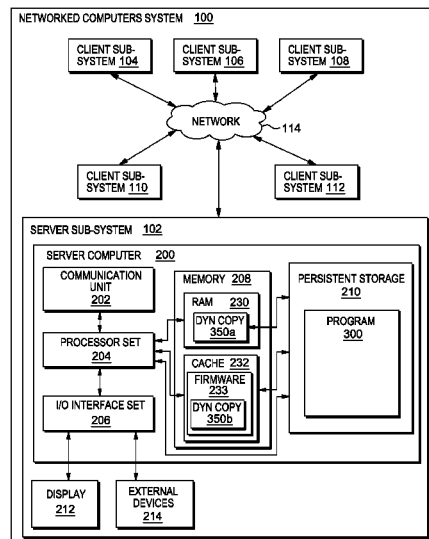 NETWORKED COMPUTERS SYSTEM 100
CLIENT SUB-
SYSTEM 104
CLIENT SUB-
SYSTEM 106
CLIENT SUB-
SYSTEM 108
NETWORK
114
CLIENT SUB-
SYSTEM 110
CLIENT SUB-
SYSTEM 112
SERVER SUB-SYSTEM 102
SERVER COMPUTER 200
COMMUNICATION
UNIT
202
PROCESSOR SET
204
I/O INTERFACE SET
206
MEMORY 208
RAM 230
DYN COPY
350a
CACHE 232
FIRMWARE
233
DYN COPY
350b
PERSISTENT STORAGE
210
PROGRAM
300
DISPLAY
212
EXTERNAL
DEVICES
214